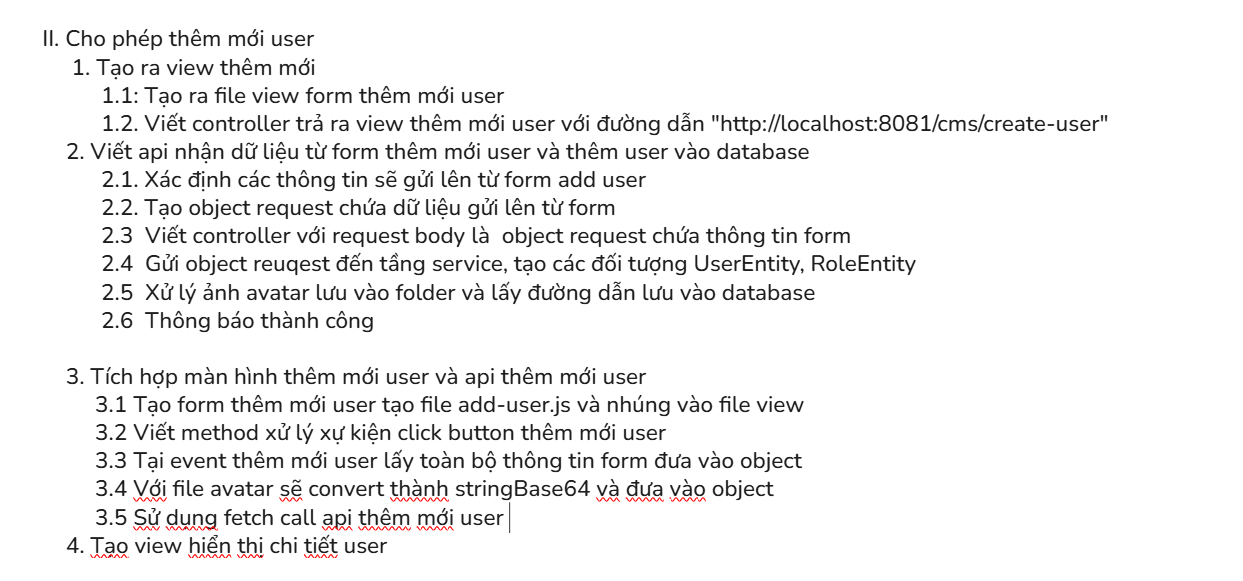 II. Cho phép thêm mới user
1. Tạo ra view thêm mới
1.1: Tạo ra file view form thêm mới user
1.2. Viết controller trả ra view thêm mới user với đường dẫn "http://localhost:8081/cms/create-user"
2. Viết api nhận dữ liệu từ form thêm mới user và thêm user vào database
2.1. Xác định các thông tin sẽ gửi lên từ form add user
2.2. Tạo object request chứa dữ liệu gửi lên từ form
2.3 Viết controller với request body là object request chứa thông tin form
2.4 Gửi object reuqest đến tầng service, tạo các đối tượng UserEntity, RoleEntity
2.5 Xử lý ảnh avatar lưu vào folder và lấy đường dẫn lưu vào database
2.6 Thông báo thành công
3. Tích hợp màn hình thêm mới user và api thêm mới user
3.1 Tạo form thêm mới user tạo file add-user.js và nhúng vào file view
3.2 Viết method xử lý xự kiện click button thêm mới user
3.3 Tại event thêm mới user lấy toàn bộ thông tin form đưa vào object
3.4 Với file avatar sẽ convert thành stringBase64 và đưa vào object
3.5 Sử dụng fetch call api thêm mới user
4. Tạo view hiển thị chi tiết user